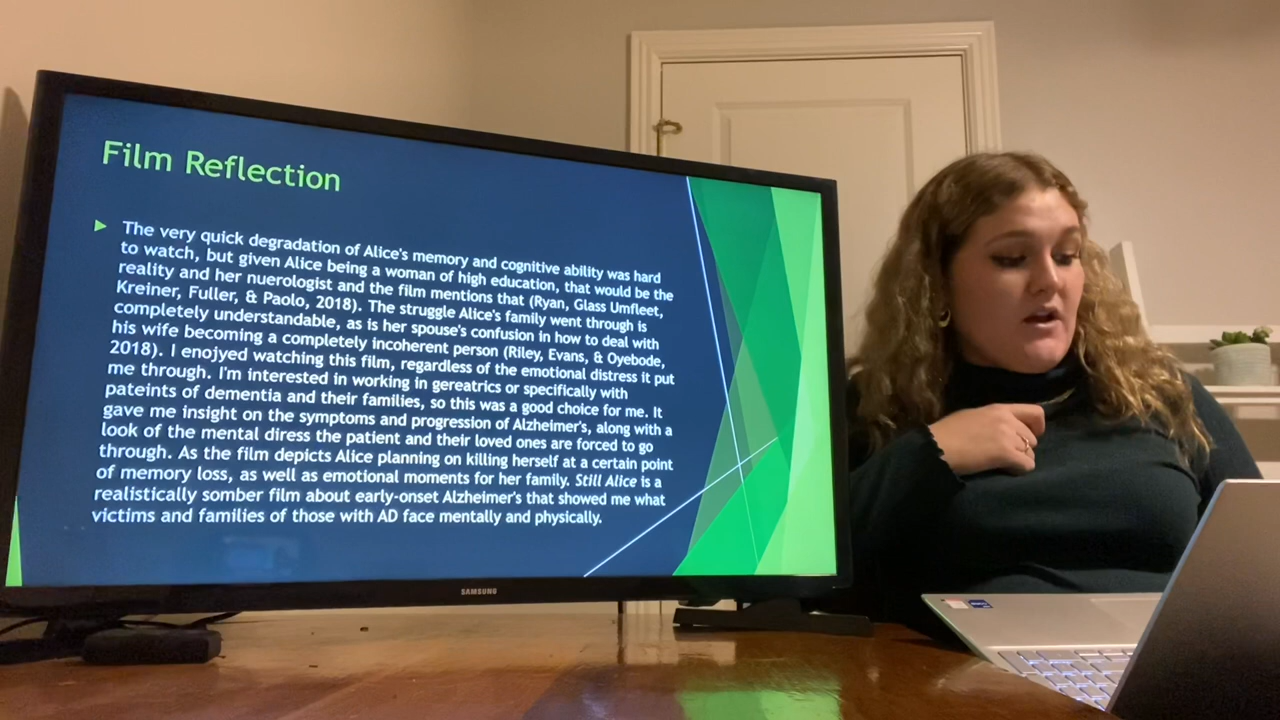 Film Reflection
The very quick degradation of Alice's memory and cognitive ability was hard
to watch, but given Alice being a woman of high education, that would be the
reality and her nuerologist and the film mentions that (Ryan, Glass Umfleet,
Kreiner, Fuller, & Paolo, 2018). The struggle Alice's family went through is
completely understandable, as is her spouse's confusion in how to deal with
his wife becoming a completely incoherent person (Riley, Evans, & Oyebode,
2018). I enojyed watching this film, regardless of the emotional distress it put
me through. I'm interested in working in gereatrics or specifically with
pateints of dementia and their families, so this was a good choice for me. It
gave me insight on the symptoms and progression of Alzheimer's, along with a
look of the mental diress the patient and their loved ones are forced to go
through. As the film depicts Alice planning on killing herself at a certain point
of memory loss, as well as emotional moments for her family. Still Alice is a
realistically somber film about early-onset Alzheimer's that showed me what
victims and families of those with AD face mentally and physically.
SAMSUNG